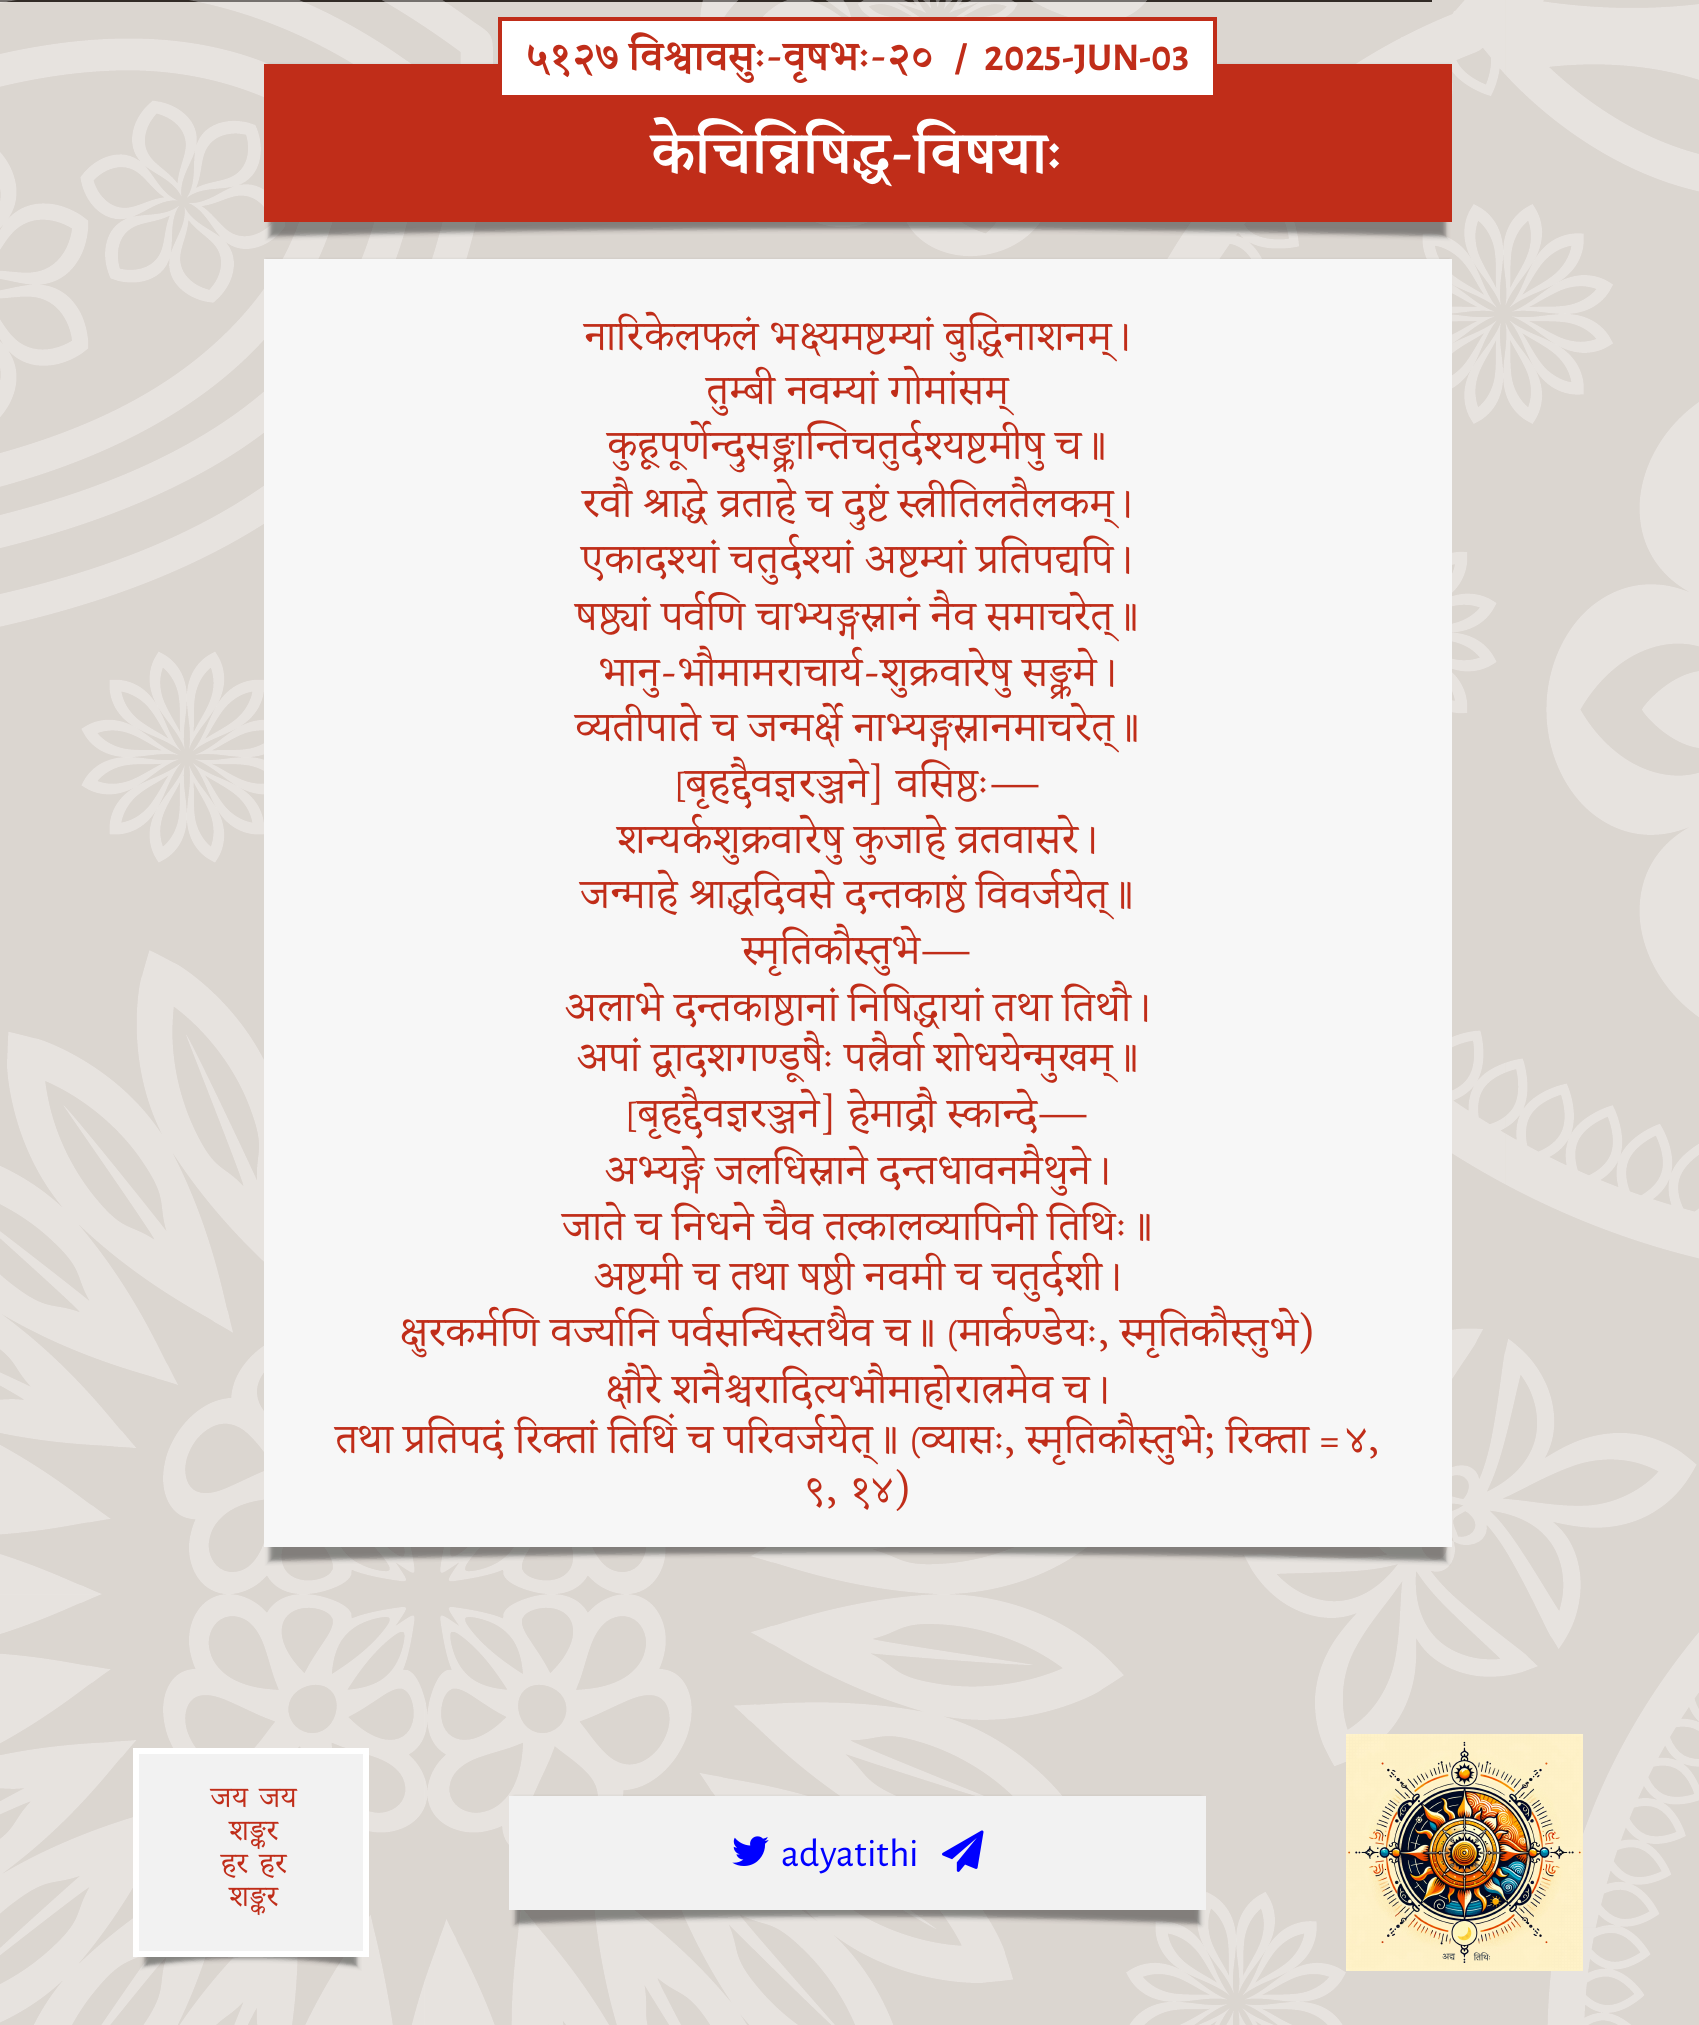 ५१२७ विश्वावसुः-वृषभः-२० / 2025-JUN-03
केचिन्निषिद्ध-विषयाः
नारिकेलफलं भक्ष्यमष्टम्यां बुद्धिनाशनम्।
तुम्बी नवम्यां गोमांसम्
कुहूपूर्णेन्दुसङ्क्रान्तिचतुर्दश्यष्टमीषु च॥
रवौ श्राद्धे व्रताहे च दुष्टं स्त्रीतिलतैलकम्।
एकादश्यां चतुर्दश्यां अष्टम्यां प्रतिपद्यपि।
षष्ठ्यां पर्वणि चाभ्यङ्गस्नानं नैव समाचरेत्॥
भानु-भौमामराचार्य-शुक्रवारेषु सङ्क्रमे।
व्यतीपाते च जन्मर्क्षे नाभ्यङ्गस्नानमाचरेत्॥
[बृहद्दैवज्ञरञ्जने] वसिष्ठः—
शन्यर्कशुक्रवारेषु कुजाहे व्रतवासरे।
जन्माहे श्राद्धदिवसे दन्तकाष्ठं विवर्जयेत्॥
स्मृतिकौस्तुभे—
अलाभे दन्तकाष्ठानां निषिद्धायां तथा तिथौ।
अपां द्वादशगण्डूषैः पत्रैर्वा शोधयेन्मुखम्॥
[बृहद्दैवज्ञरञ्जने] हेमाद्रौ स्कान्दे—
अभ्यङ्गे जलधिस्नाने दन्तधावनमैथुने।
जाते च निधने चैव तत्कालव्यापिनी तिथिः॥
अष्टमी च तथा षष्ठी नवमी च चतुर्दशी।
क्षुरकर्मणि वर्ज्यानि पर्वसन्धिस्तथैव च॥ (मार्कण्डेयः, स्मृतिकौस्तुभे)
क्षौरे शनैश्चरादित्यभौमाहोरात्रमेव च।
तथा प्रतिपदं रिक्तां तिथिं च परिवर्जयेत्॥ (व्यासः, स्मृतिकौस्तुभे; रिक्ता = ४,
९, १४)
जय जय
शङ्कर
हर हर
शङ्कर
adyatithi
अद्य तिथिः